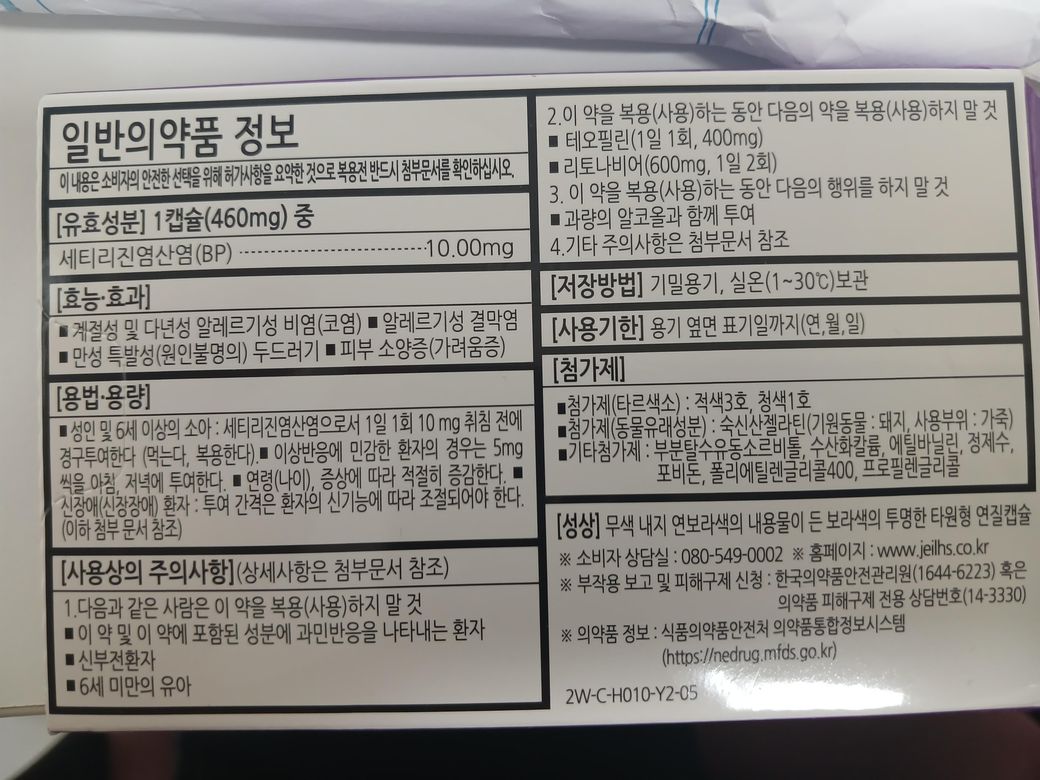 일반의약품 정보
이 내용은 소비자의 안전한 선택을 위해 허가사항을 요약한 것으로 복용전 반드시 첨부문서를 확인하십시오.
[유효성분] 1캡슐(460mg) 중
세티리진염산염(BP) ------------------------10.00mg
[효능·효과]
■ 계절성 및 다년성 알레르기성 비염(코염) ■ 알레르기성 결막염
■ 만성 특발성(원인불명의) 두드러기 ■ 피부 소양증(가려움증)
[용법·용량]
■ 성인 및 6세 이상의 소아 : 세티리진염산염으로서 1일 1회 10 mg 취침 전에
경구투여한다 (먹는다, 복용한다).■ 이상반응에 민감한 환자의 경우는 5mg
씩을 아침, 저녁에 투여한다. ■ 연령(나이), 증상에 따라 적절히 증감한다. ■
신장애(신장장애) 환자 : 투여 간격은 환자의 신기능에 따라 조절되어야 한다.
(이하 첨부 문서 참조)
[사용상의 주의사항](상세사항은 첨부문서 참조)
1.다음과 같은 사람은 이 약을 복용(사용)하지 말 것
■ 이 약 및 이 약에 포함된 성분에 과민반응을 나타내는 환자
■ 신부전환자
■ 6세 미만의 유아
2.이 약을 복용(사용)하는 동안 다음의 약을 복용(사용)하지 말 것
■ 테오필린(1일 1회, 400mg)
■ 리토나비어(600mg, 1일 2회)
3. 이 약을 복용(사용)하는 동안 다음의 행위를 하지 말 것
■ 과량의 알코올과 함께 투여
4.기타 주의사항은 첨부문서 참조
[저장방법] 기밀용기, 실온(1~30℃)보관
[사용기한] 용기 옆면 표기일까지(연,월,일)
[첨가제]
■첨가제(타르색소) : 적색3호, 청색1호
■첨가제(동물유래성분) : 숙신산젤라틴(기원동물 : 돼지, 사용부위 : 가죽)
■기타첨가제 : 부분탈수유동소르비톨, 수산화칼륨, 에틸바닐린, 정제수,
포비돈, 폴리에틸렌글리콜400, 프로필렌글리콜
[성상] 무색 내지 연보라색의 내용물이 든 보라색의 투명한 타원형 연질캡슐
※ 소비자 상담실 : 080-549-0002 ※ 홈페이지 : www.jeilhs.co.kr
※ 부작용 보고 및 피해구제 신청 : 한국의약품안전관리원(1644-6223) 혹은
의약품 피해구제 전용 상담번호(14-3330)
※ 의약품 정보 : 식품의약품안전처 의약품통합정보시스템
(https://nedrug.mfds.go.kr)
2W-C-H010-Y2-05